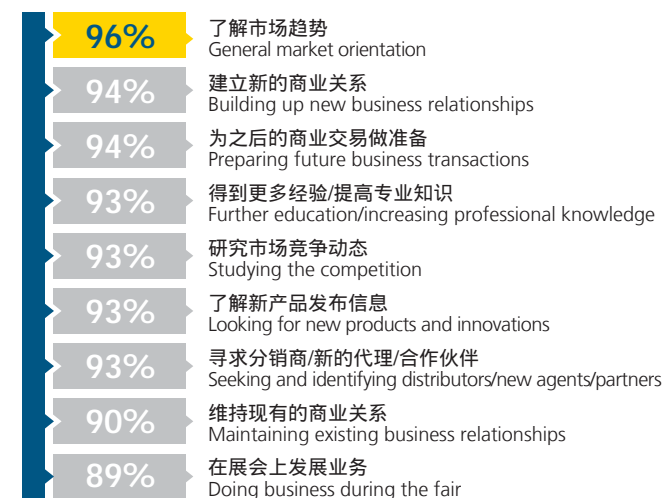 96%
了解市场趋势
General market orientation
94%
建立新的商业关系
Building up new business relationships
94%
为之后的商业交易做准备
Preparing future business transactions
93%
得到更多经验/提高专业知识
Further education/increasing professional knowledge
93%
研究市场竞争动态
Studying the competition
93%
了解新产品发布信息
Looking for new products and innovations
93%
寻求分销商/新的代理/合作伙伴
Seeking and identifying distributors/new agents/partners
90%
维持现有的商业关系
Maintaining existing business relationships
89%
在展会上发展业务
Doing business during the fair